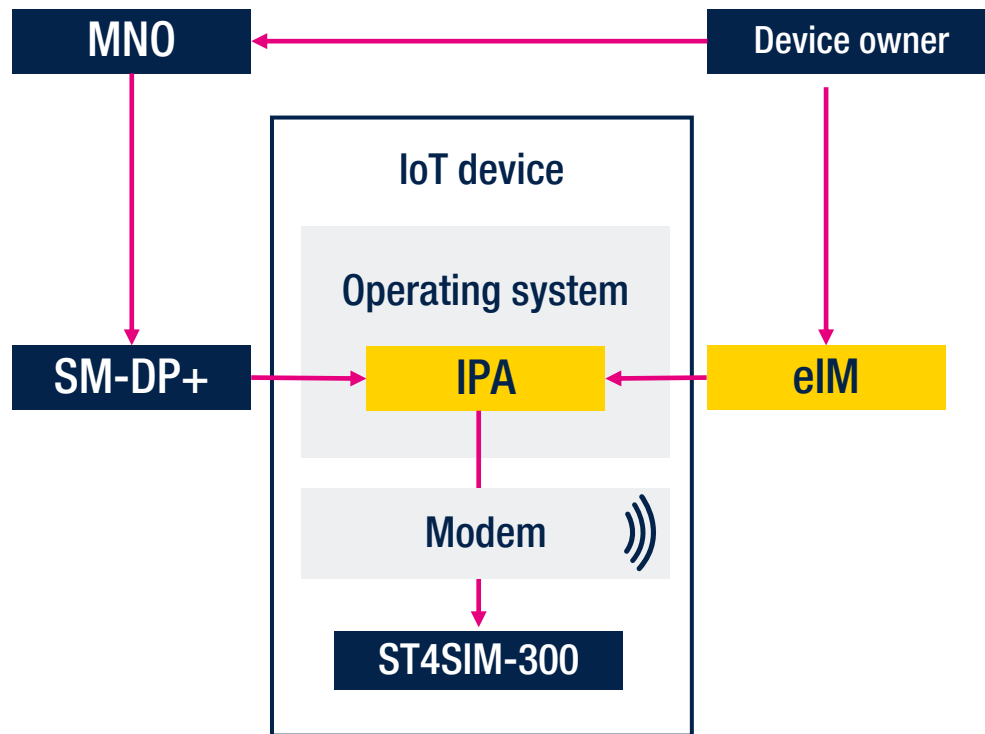 MNO
Device owner
IoT device
Operating system
SM-DP+
IPA
eIM
Modem
ST4SIM-300